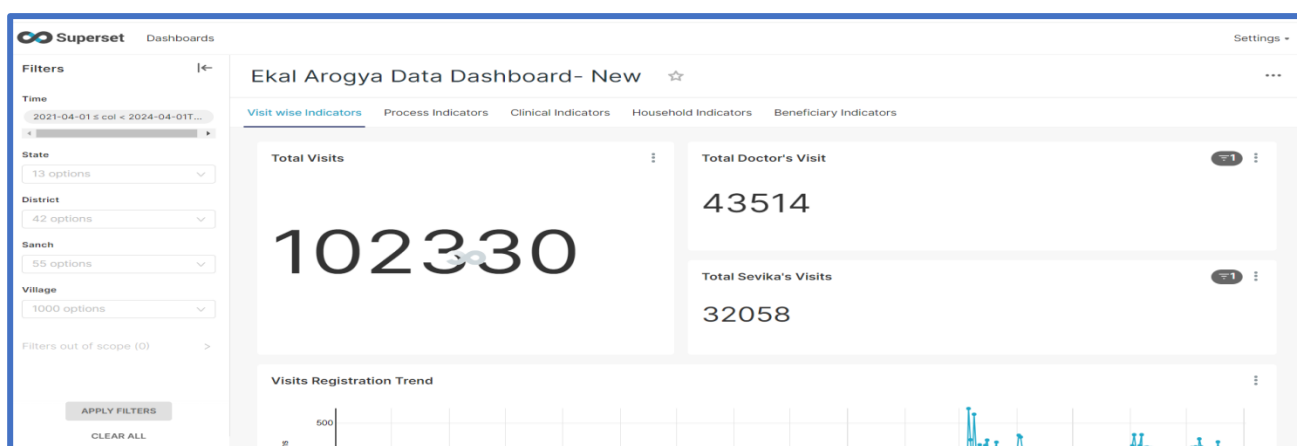 Superset Dashboards Settings
Filters
Time
2021-04-01 ≤ col < 2024-04-01T...
State
13 options
District
42 options
Sanch
55 options
Village
1000 options
Filters out of scope (0)
APPLY FILTERS
CLEAR ALL
Ekal Arogya Data Dashboard- New
Visit wise Indicators Process Indicators Clinical Indicators Household Indicators Beneficiary Indicators
Total Visits
102330
Total Doctor's Visit
1
43514
Total Sevika's Visits
1
32058
Visits Registration Trend
500